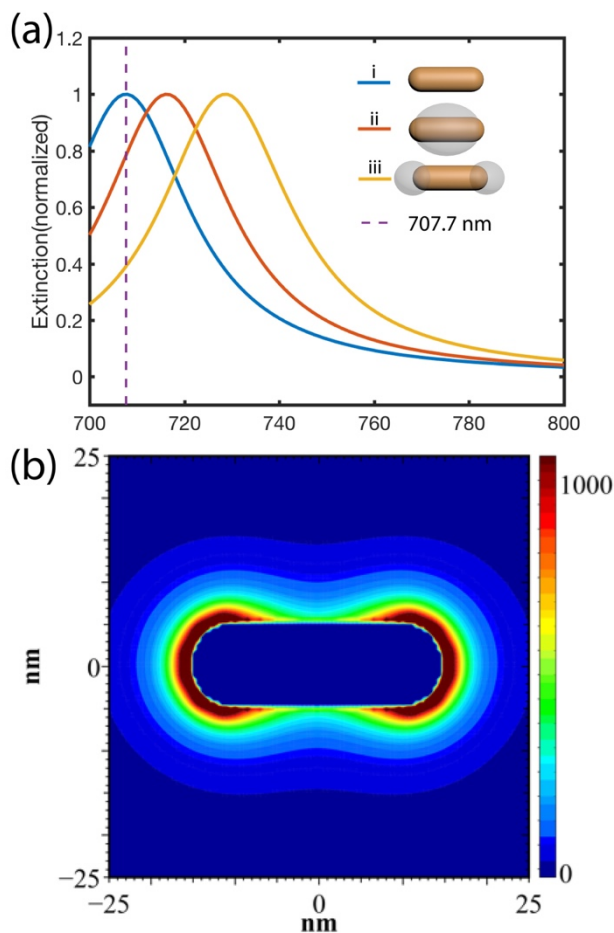 (a)
1.2
1
0.8
0.6
0.4
0.2
0
Extinction(normalized)
i
ii
iii
707.7 nm
700 720 740 760 780 800
(b)
25
0
−25
nm
1000
0
−25 0 25
nm